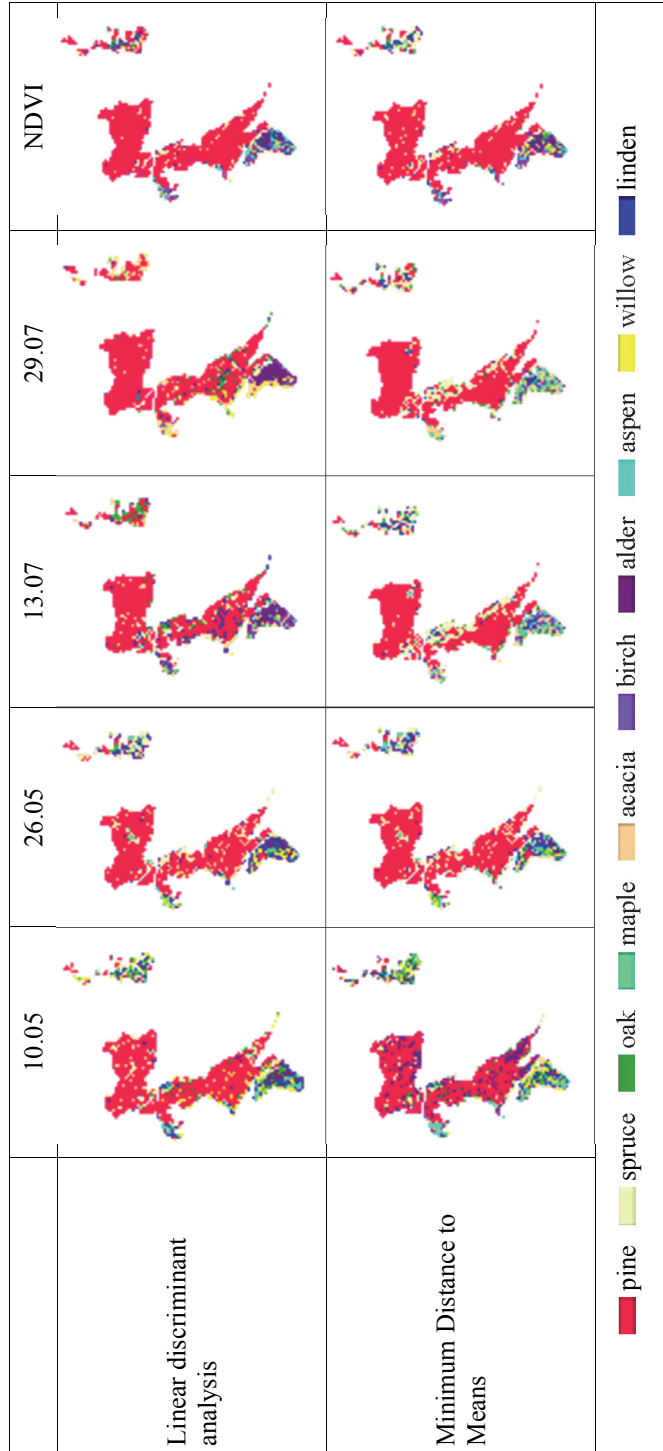 10.05 26.05 13.07 29.07 NDVI
Linear discriminant
analysis
Minimum Distance to
Means
pine spruce oak maple acacia birch alder aspen willow linden